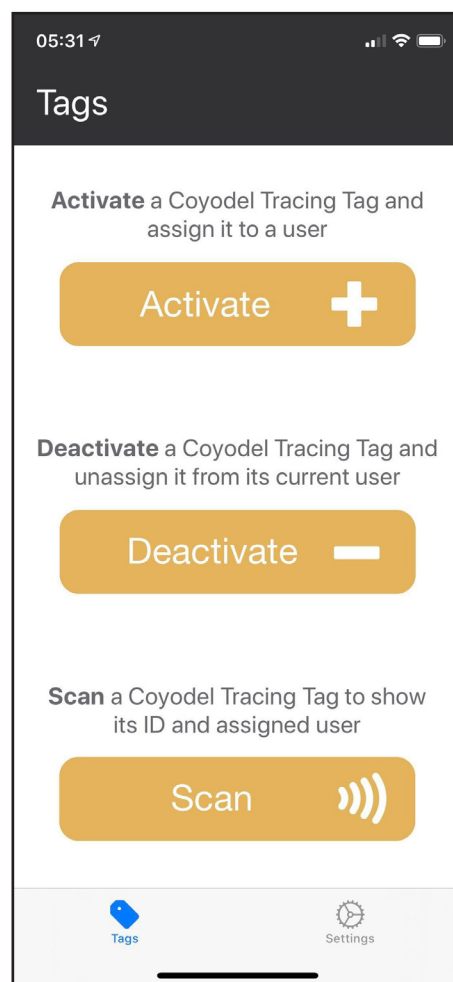 05:31
Tags
Activate a Coyodel Tracing Tag and
assign it to a user
Activate
Deactivate a Coyodel Tracing Tag and
unassign it from its current user
Deactivate
Scan a Coyodel Tracing Tag to show
its ID and assigned user
Scan
Tags
Settings